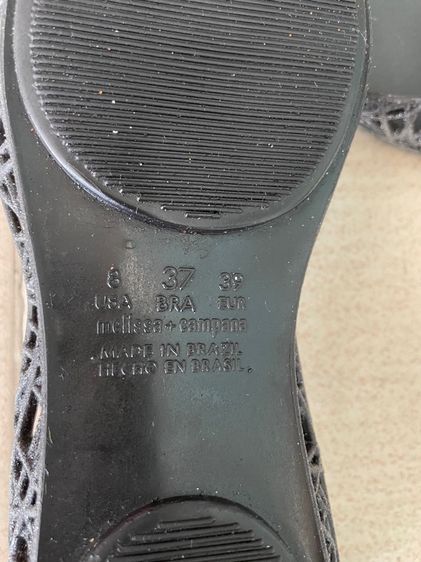 8 37 39
USA BRA EUR
melissa + campana
.MADE IN BRAZIL
HECHO EN BRASIL.